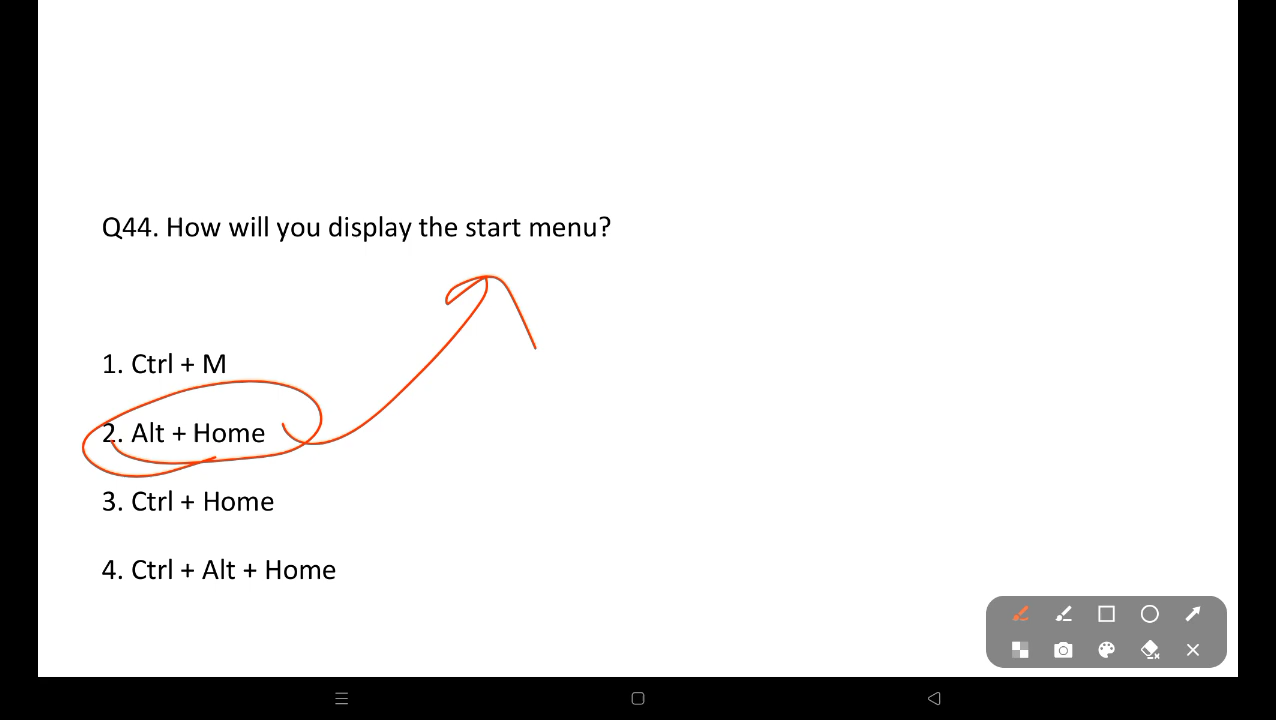 Q44. How will you display the start menu?
1. Ctrl + M
2. Alt + Home
3. Ctrl + Home
4. Ctrl + Alt + Home